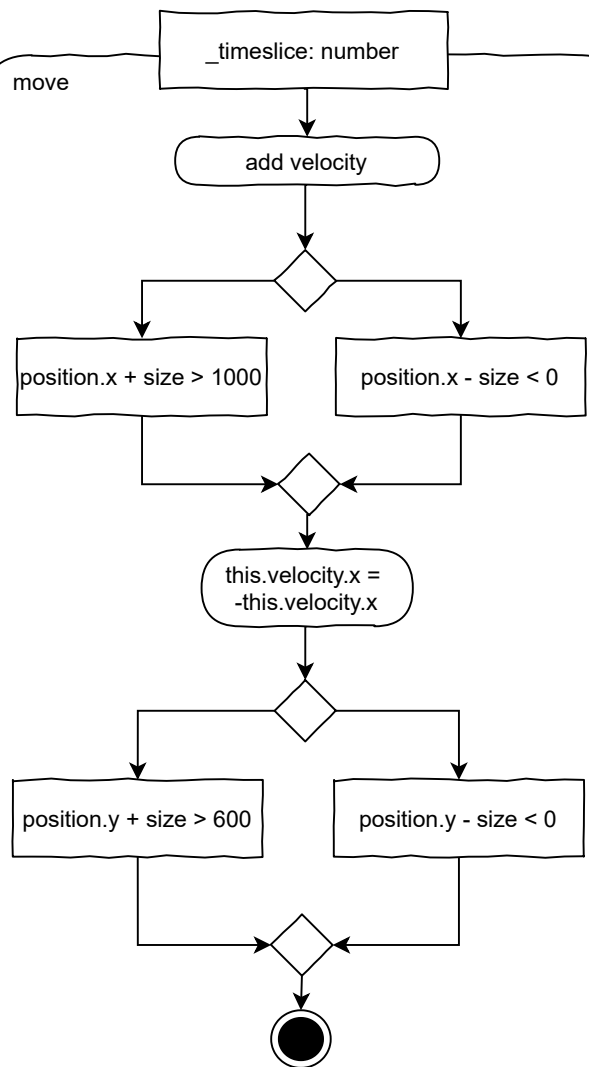 _timeslice: number
move
add velocity
position.x + size > 1000
position.x - size < 0
this.velocity.x =
-this.velocity.x
position.y + size > 600
position.y - size < 0